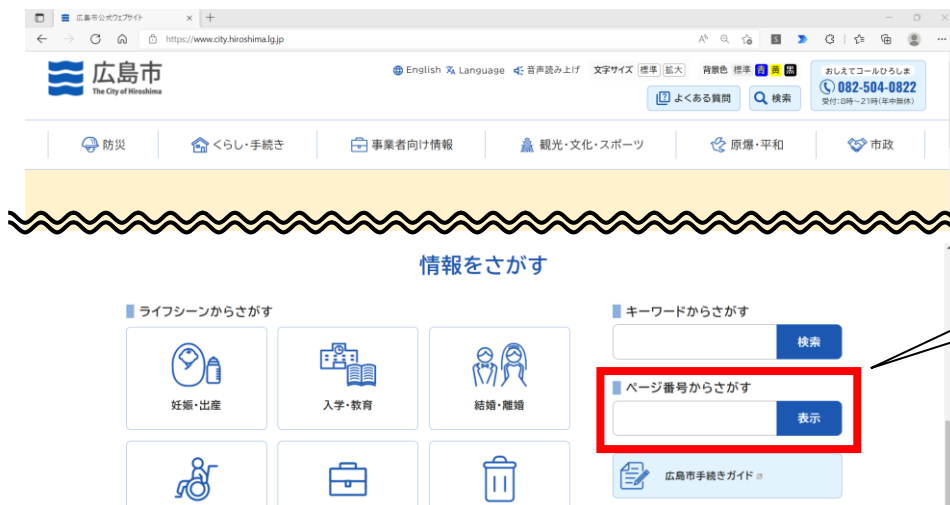 広島市公式ウェブサイト
https://www.city.hiroshima.lg.jp
広島市
The City of Hiroshima
English Language 音声読み上げ 文字サイズ 標準 拡大 背景色 標準 青 黄 黒
よくある質問 検索
おしえてコールひろしま
082-504-0822
受付:8時~21時(年中無休)
防災 くらし・手続き 事業者向け情報 観光・文化・スポーツ 原爆・平和 市政
情報をさがす
ライフシーンからさがす
妊娠・出産 入学・教育 結婚・離婚
キーワードからさがす
検索
ページ番号からさがす
表示
広島市手続きガイド